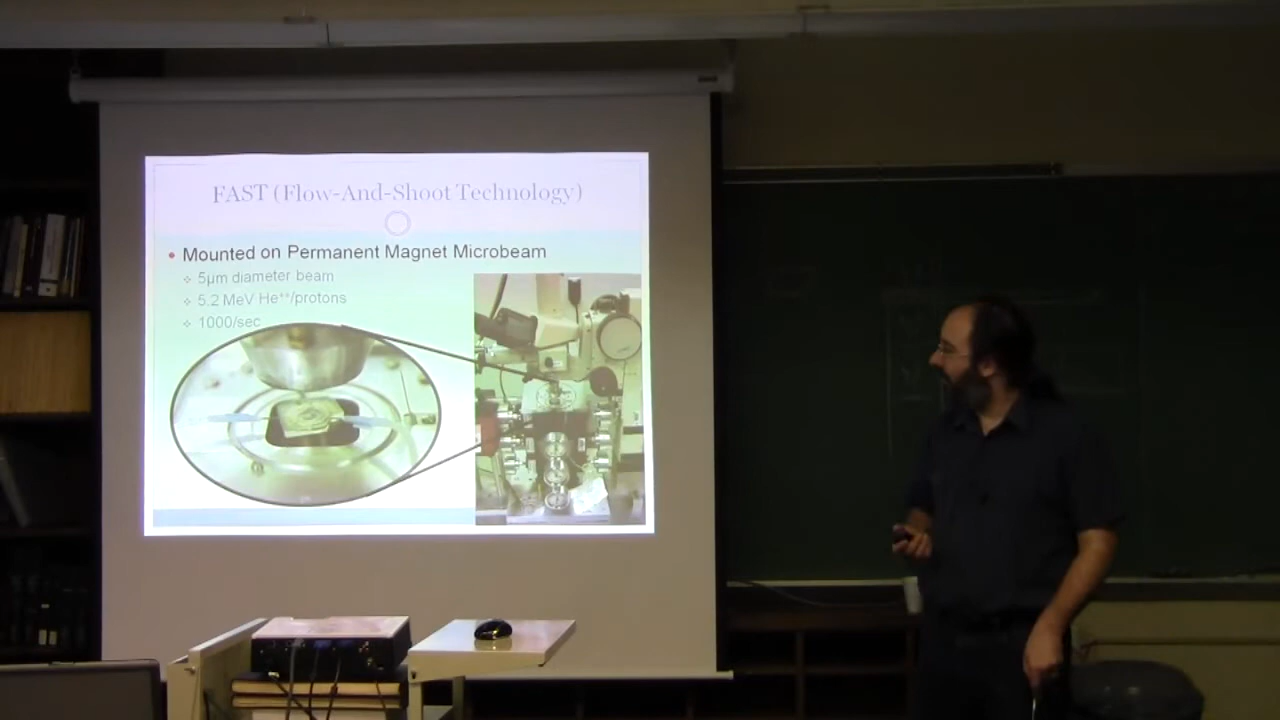 FAST (Flow-And-Shoot Technology)
Mounted on Permanent Magnet Microbeam
5µm diameter beam
5.2 MeV He⁺⁺/protons
1000/sec